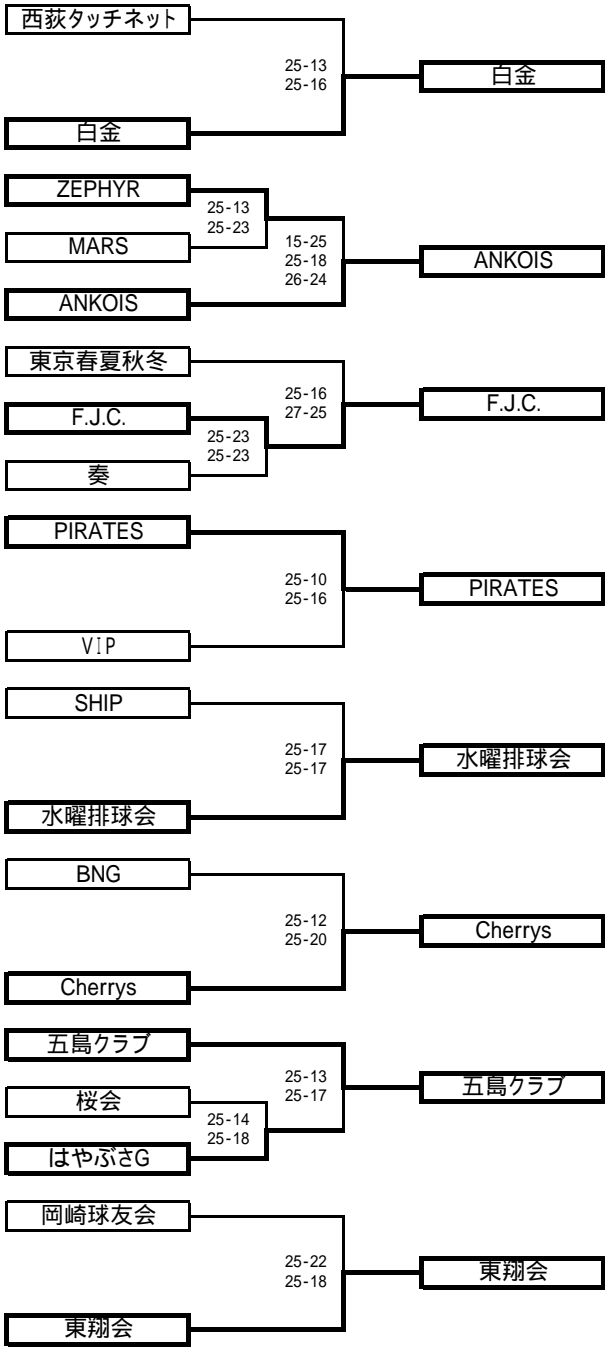 西荻タッチネット
25-13
25-16
白金
白金
ZEPHYR
25-13
25-23
MARS
15-25
25-18
26-24
ANKOIS
ANKOIS
東京春夏秋冬
25-16
27-25
F.J.C.
F.J.C.
25-23
25-23
奏
PIRATES
25-10
25-16
PIRATES
VIP
SHIP
25-17
25-17
水曜排球会
水曜排球会
BNG
25-12
25-20
Cherrys
Cherrys
五島クラブ
25-13
25-17
五島クラブ
桜会
25-14
25-18
はやぶさG
岡崎球友会
25-22
25-18
東翔会
東翔会